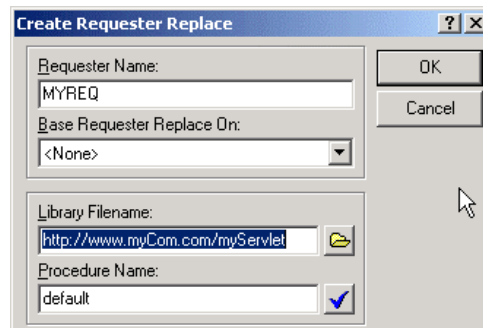 Create Requester Replace
Requester Name:
MYREQ
OK
Cancel
Base Requester Replace On:
<None>
Library Filename:
http://www.myCom.com/myServlet
Procedure Name:
default